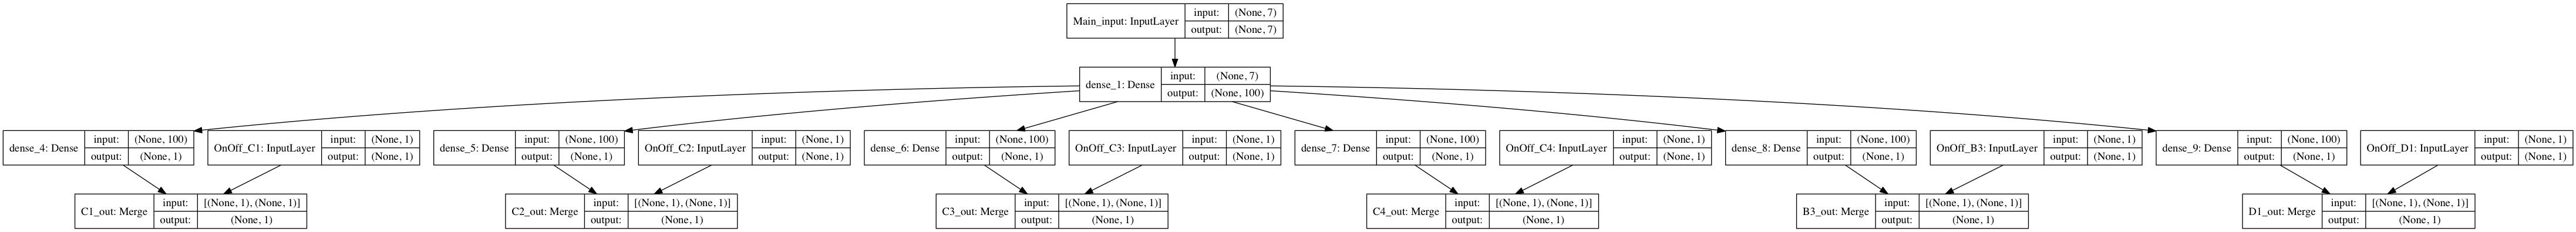 Main_input: InputLayer
input: (None, 7)
output: (None, 7)
dense_1: Dense
input: (None, 7)
output: (None, 100)
dense_4: Dense
input: (None, 100)
output: (None, 1)
OnOff_C1: InputLayer
input: (None, 1)
output: (None, 1)
dense_5: Dense
input: (None, 100)
output: (None, 1)
OnOff_C2: InputLayer
input: (None, 1)
output: (None, 1)
dense_6: Dense
input: (None, 100)
output: (None, 1)
OnOff_C3: InputLayer
input: (None, 1)
output: (None, 1)
dense_7: Dense
input: (None, 100)
output: (None, 1)
OnOff_C4: InputLayer
input: (None, 1)
output: (None, 1)
dense_8: Dense
input: (None, 100)
output: (None, 1)
OnOff_B3: InputLayer
input: (None, 1)
output: (None, 1)
dense_9: Dense
input: (None, 100)
output: (None, 1)
OnOff_D1: InputLayer
input: (None, 1)
output: (None, 1)
C1_out: Merge
input: [(None, 1), (None, 1)]
output: (None, 1)
C2_out: Merge
input: [(None, 1), (None, 1)]
output: (None, 1)
C3_out: Merge
input: [(None, 1), (None, 1)]
output: (None, 1)
C4_out: Merge
input: [(None, 1), (None, 1)]
output: (None, 1)
B3_out: Merge
input: [(None, 1), (None, 1)]
output: (None, 1)
D1_out: Merge
input: [(None, 1), (None, 1)]
output: (None, 1)